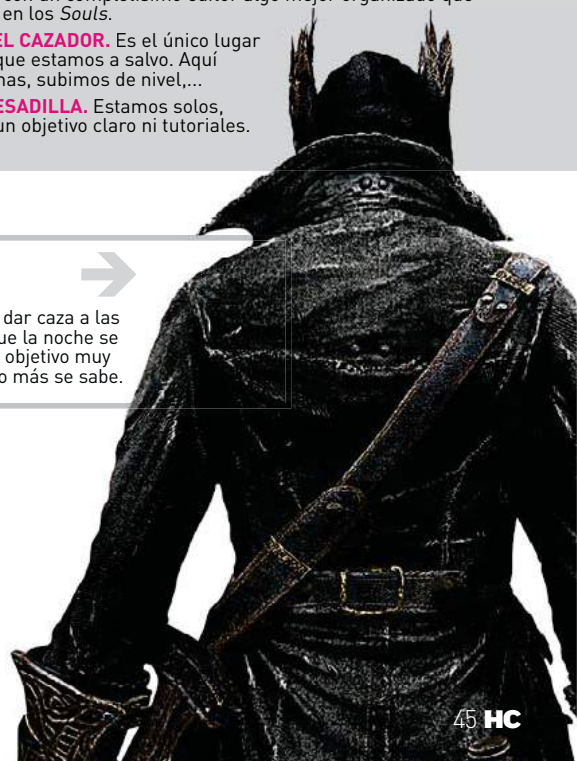 en los Souls.
EL CAZADOR. Es el único lugar
que estamos a salvo. Aquí
nas, subimos de nivel,...
ESADILLA. Estamos solos,
un objetivo claro ni tutoriales.
dar caza a las
ue la noche se
objetivo muy
o más se sabe.
45 HC